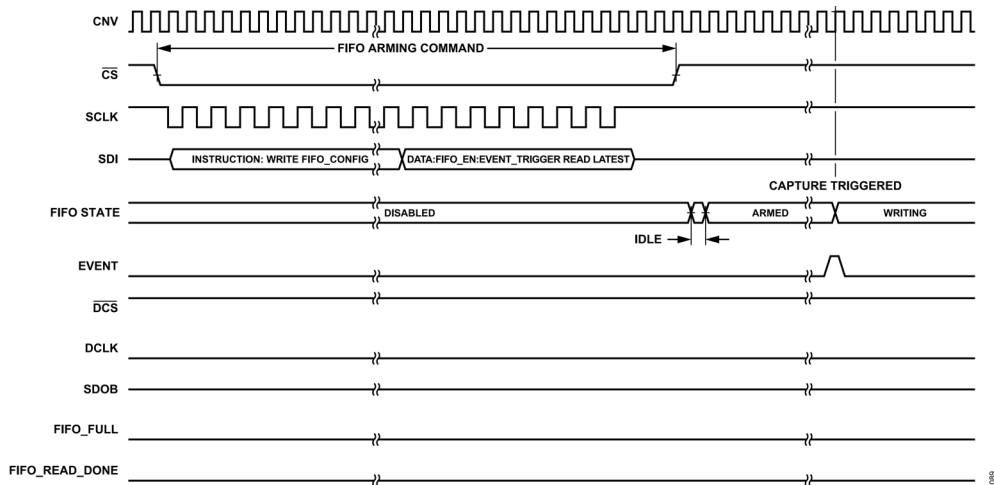 CNV
FIFO ARMING COMMAND
CS
SCLK
SDI
INSTRUCTION: WRITE FIFO_CONFIG
DATA:FIFO_EN:EVENT_TRIGGER READ LATEST
CAPTURE TRIGGERED
FIFO STATE
DISABLED
ARMED
WRITING
IDLE
EVENT
DCS
DCLK
SDOB
FIFO_FULL
FIFO_READ_DONE
089